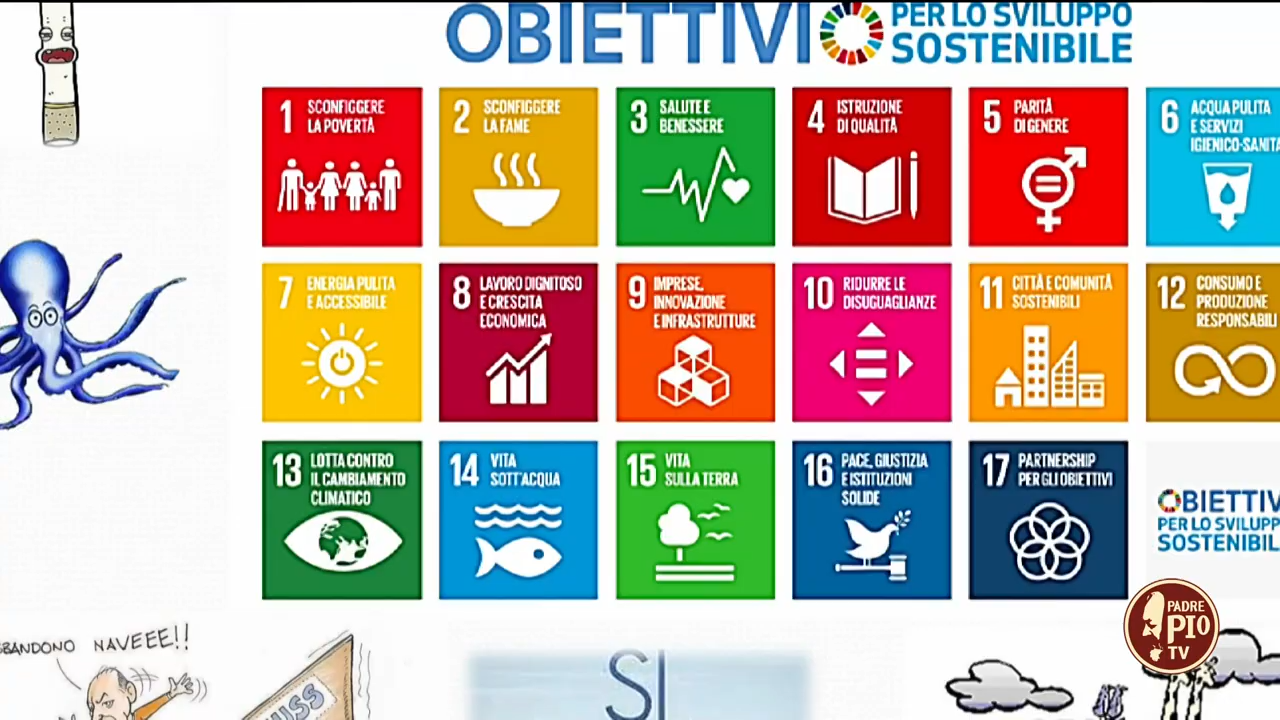 OBIETTIVI
PER LO SVILUPPO
SOSTENIBILE
1 SCONFIGGERE
LA POVERTÀ
2 SCONFIGGERE
LA FAME
3 SALUTE E
BENESSERE
4 ISTRUZIONE
DI QUALITÀ
5 PARITÀ
DI GENERE
6 ACQUA PULITA
E SERVIZI
IGIENICO-SANITA
7 ENERGIA PULITA
E ACCESSIBILE
8 LAVORO DIGNITOSO
E CRESCITA
ECONOMICA
9 IMPRESE,
INNOVAZIONE
E INFRASTRUTTURE
10 RIDURRE LE
DISUGUAGLIANZE
11 CITTÀ E COMUNITÀ
SOSTENIBILI
12 CONSUMO E
PRODUZIONE
RESPONSABILI
13 LOTTA CONTRO
IL CAMBIAMENTO
CLIMATICO
14 VITA
SOTT'ACQUA
15 VITA
SULLA TERRA
16 PACE, GIUSTIZIA
E ISTITUZIONI
SOLIDE
17 PARTNERSHIP
PER GLI OBIETTIVI
OBIETTIV
PER LO SVILUPP
SOSTENIBIL
PADRE
PIO
TV
BANDONO NAVEEE!!
USS
SI